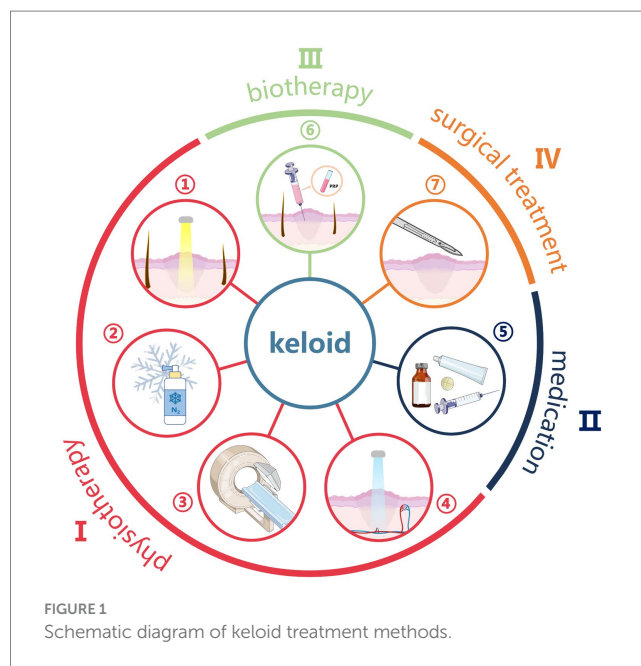 III
biotherapy
surgical treatment
IV
⑥
PRP
①
⑦
②
N₂
keloid
⑤
medication
II
③
④
I
physiotherapy
FIGURE 1
Schematic diagram of keloid treatment methods.